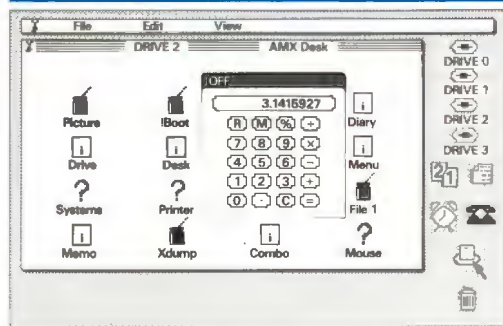 File Edit View
DRIVE 2 AMX Desk
DRIVE 0
DRIVE 1
DRIVE 2
DRIVE 3
OFF
3.1415927
R M % ÷
7 8 9 ×
4 5 6 -
1 2 3 +
0 . C =
Picture !Boot Diary
Drive Desk Menu
Systems Printer File 1
Memo Xdump Combo Mouse
21